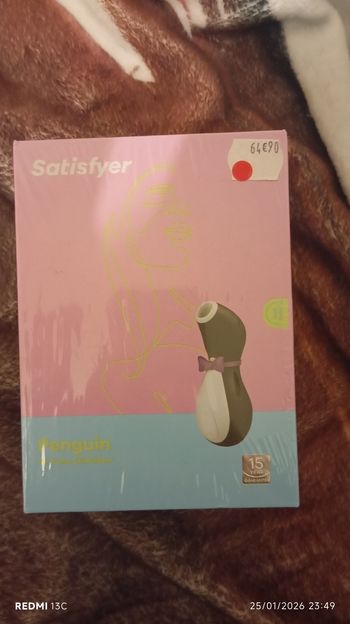 64€90
Satisfyer
Penguin
15
REDMI 13C
25/01/2026 23:49